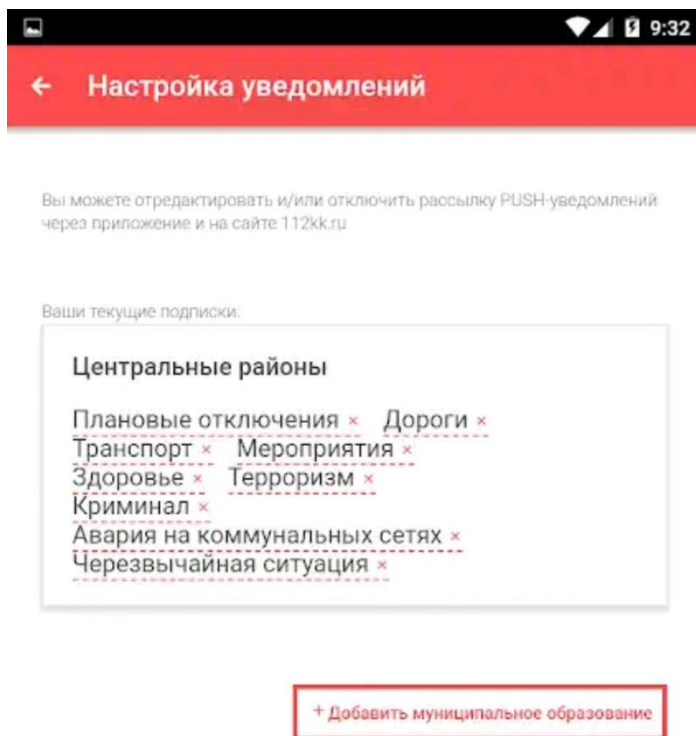 9:32
Настройка уведомлений
Вы можете отредактировать и/или отключить рассылку PUSH-уведомлений
через приложение и на сайте 112kk.ru
Ваши текущие подписки:
Центральные районы
Плановые отключения × Дороги ×
Транспорт × Мероприятия ×
Здоровье × Терроризм ×
Криминал ×
Авария на коммунальных сетях ×
Черезвычайная ситуация ×
+ Добавить муниципальное образование